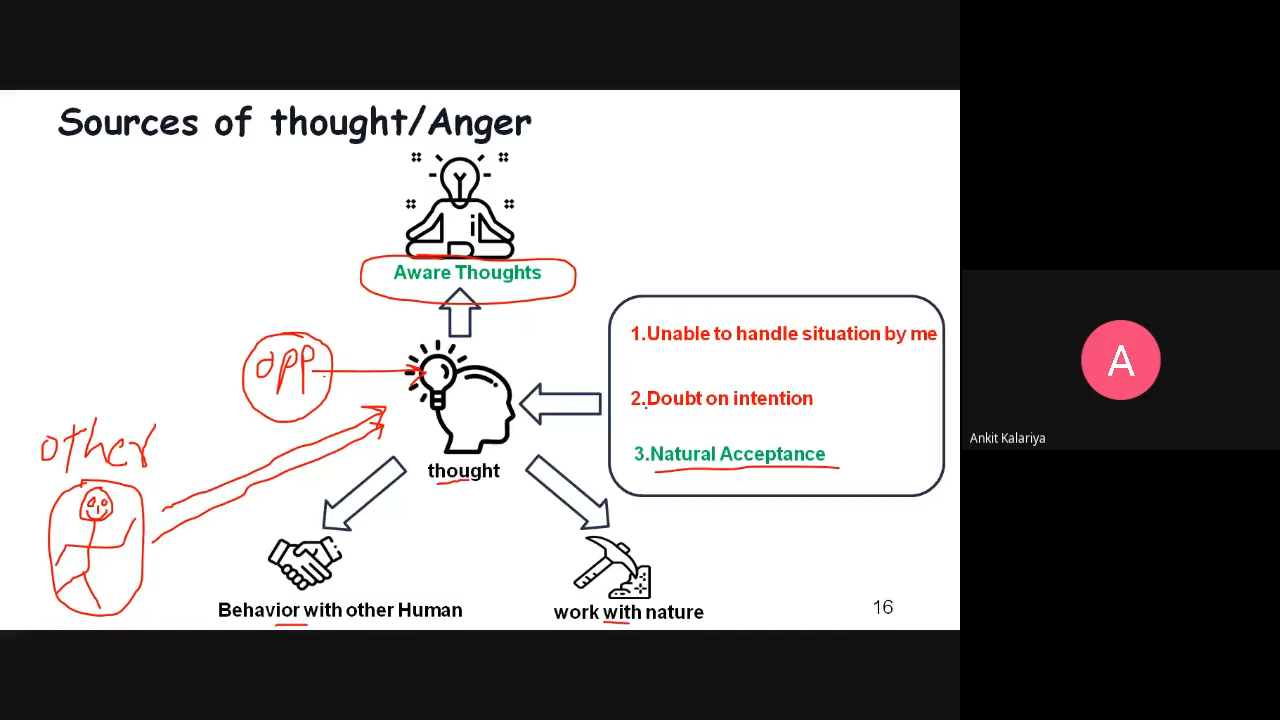 Sources of thought/Anger
Aware Thoughts
1.Unable to handle situation by me
2.Doubt on intention
3.Natural Acceptance
opp
other
thought
Behavior with other Human
work with nature
16
A
Ankit Kalariya